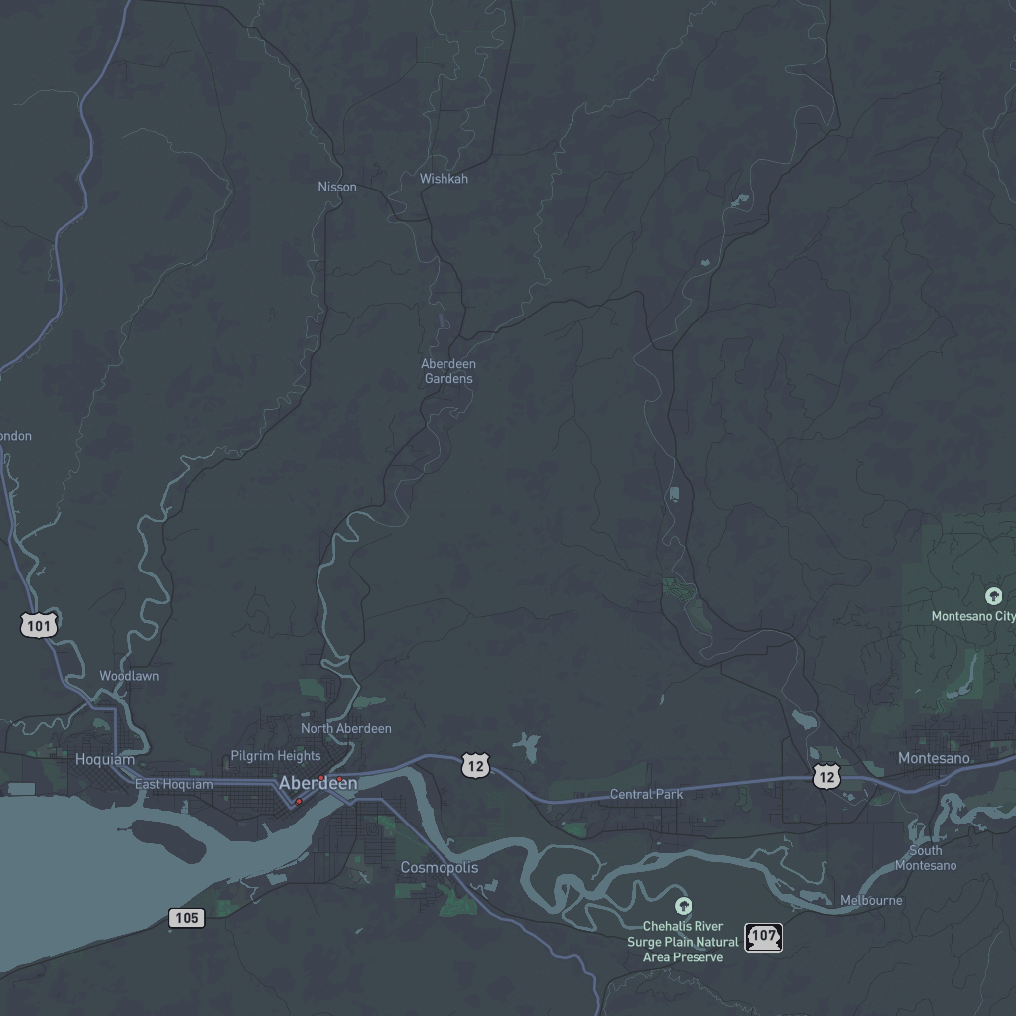 Wishkah
Nisson
Aberdeen
Gardens
ondon
101
Montesano City
Woodlawn
North Aberdeen
Pilgrim Heights
Hoquiam
12
Montesano
Aberdeen
East Hoquiam
12
Central Park
South
Montesano
Cosmopolis
Melbourne
105
Chehalis River
Surge Plain Natural
Area Preserve
107